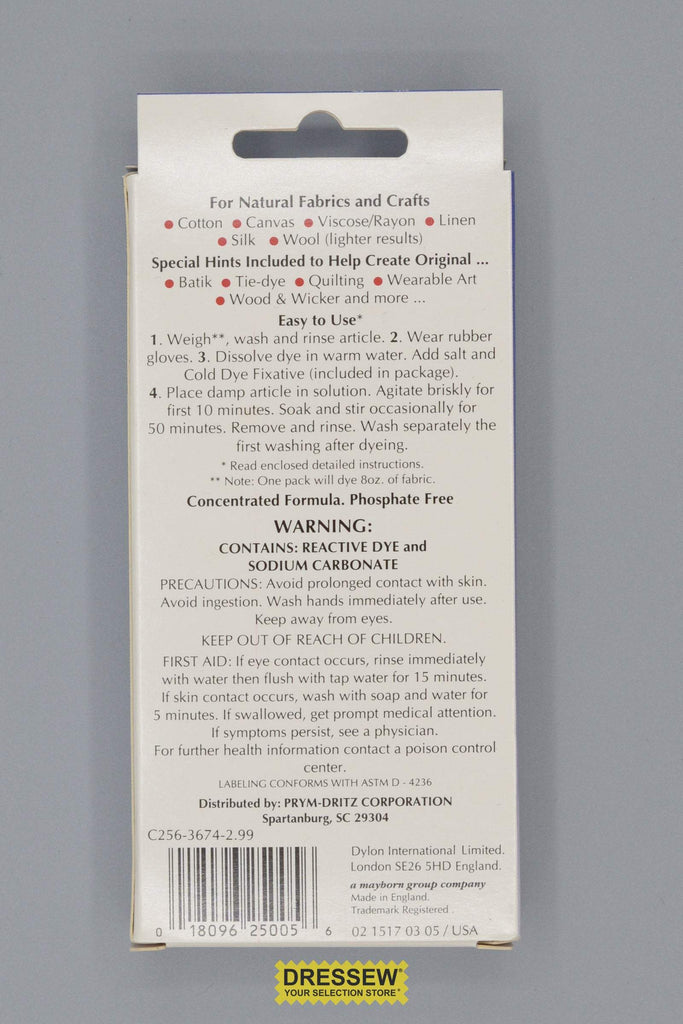 For Natural Fabrics and Crafts
● Cotton ● Canvas ● Viscose/Rayon ● Linen
● Silk ● Wool (lighter results)
Special Hints Included to Help Create Original ...
● Batik ● Tie-dye ● Quilting ● Wearable Art
● Wood & Wicker and more ...
Easy to Use*
1. Weigh**, wash and rinse article. 2. Wear rubber
gloves. 3. Dissolve dye in warm water. Add salt and
Cold Dye Fixative (included in package).
4. Place damp article in solution. Agitate briskly for
first 10 minutes. Soak and stir occasionally for
50 minutes. Remove and rinse. Wash separately the
first washing after dyeing.
* Read enclosed detailed instructions.
** Note: One pack will dye 8oz. of fabric.
Concentrated Formula. Phosphate Free
WARNING:
CONTAINS: REACTIVE DYE and
SODIUM CARBONATE
PRECAUTIONS: Avoid prolonged contact with skin.
Avoid ingestion. Wash hands immediately after use.
Keep away from eyes.
KEEP OUT OF REACH OF CHILDREN.
FIRST AID: If eye contact occurs, rinse immediately
with water then flush with tap water for 15 minutes.
If skin contact occurs, wash with soap and water for
5 minutes. If swallowed, get prompt medical attention.
If symptoms persist, see a physician.
For further health information contact a poison control
center.
LABELING CONFORMS WITH ASTM D - 4236
Distributed by: PRYM-DRITZ CORPORATION
Spartanburg, SC 29304
C256-3674-2.99
Dylon International Limited.
London SE26 5HD England.
a mayborn group company
Made in England.
Trademark Registered .
0 18096 25005 6
02 1517 03 05 / USA
DRESSEW®
YOUR SELECTION STORE®